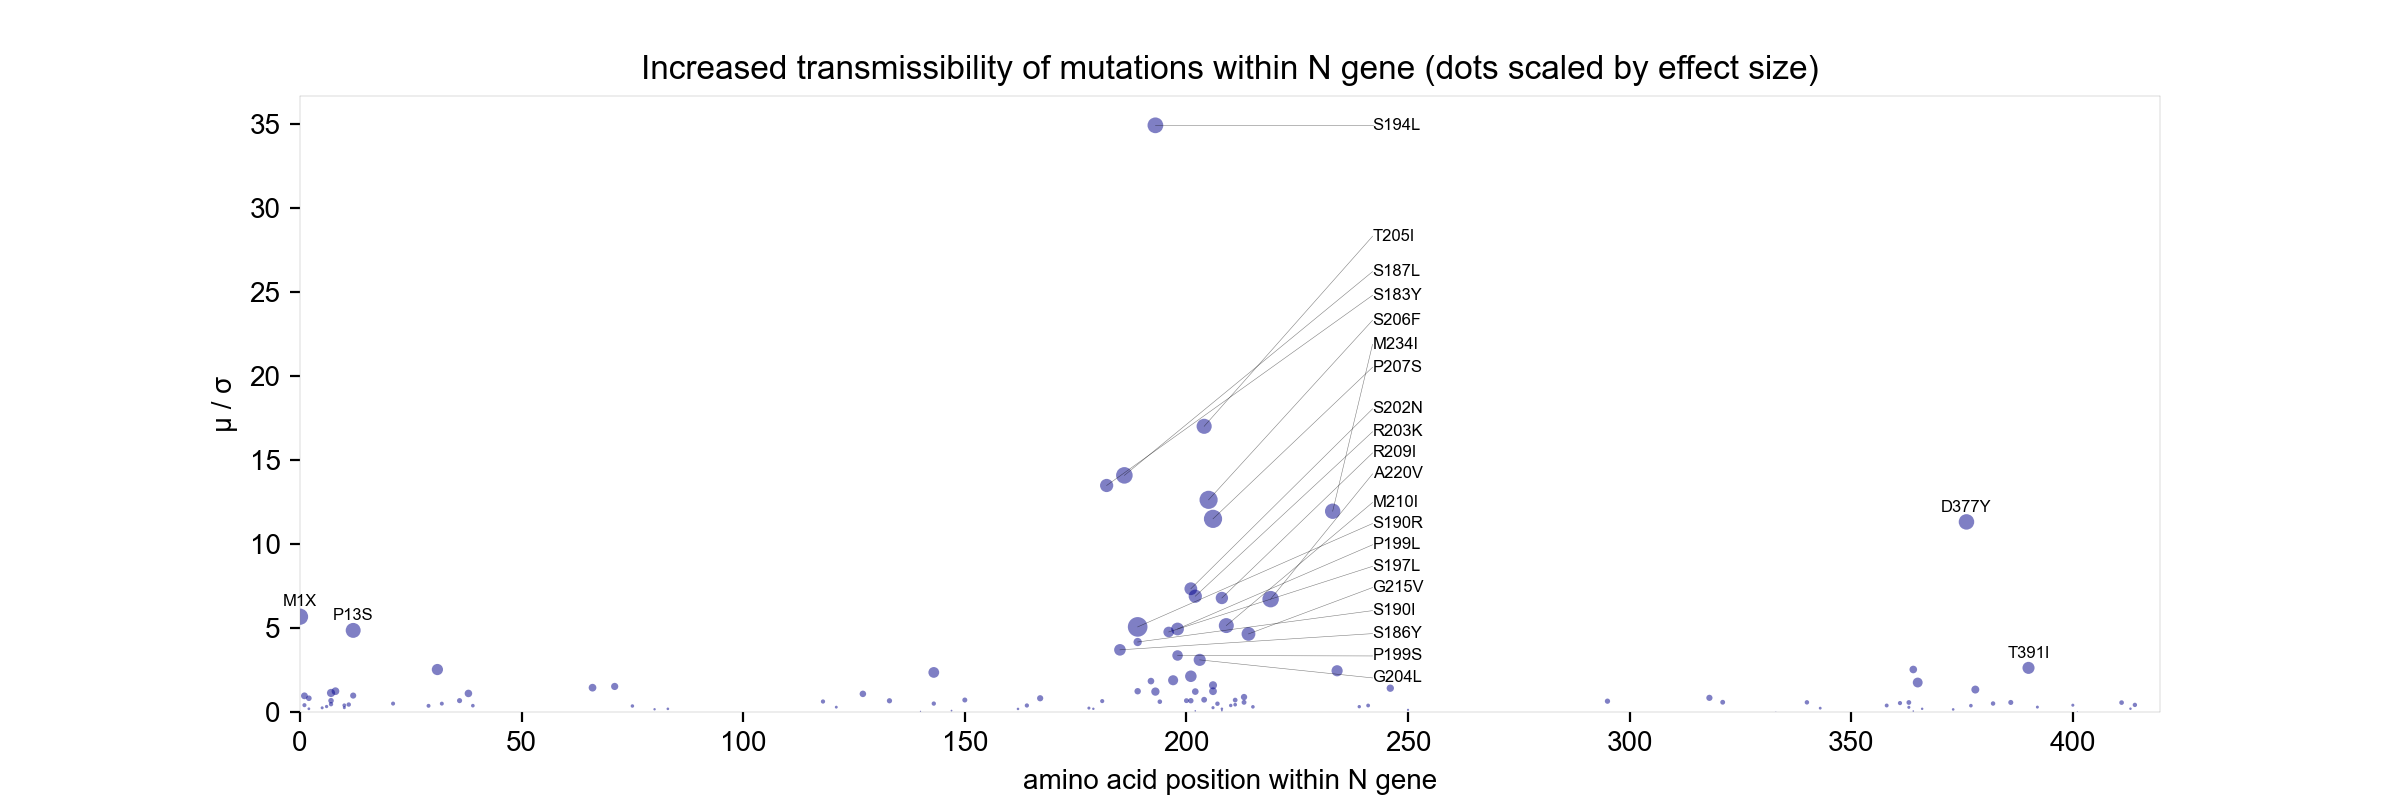 Increased transmissibility of mutations within N gene (dots scaled by effect size)
35
30
25
20
15
10
5
0
μ / σ
S194L
T205I
S187L
S183Y
S206F
M234I
P207S
S202N
R203K
R209I
A220V
M210I
S190R
P199L
S197L
G215V
S190I
S186Y
P199S
G204L
D377Y
M1X
P13S
T391I
0 50 100 150 200 250 300 350 400
amino acid position within N gene